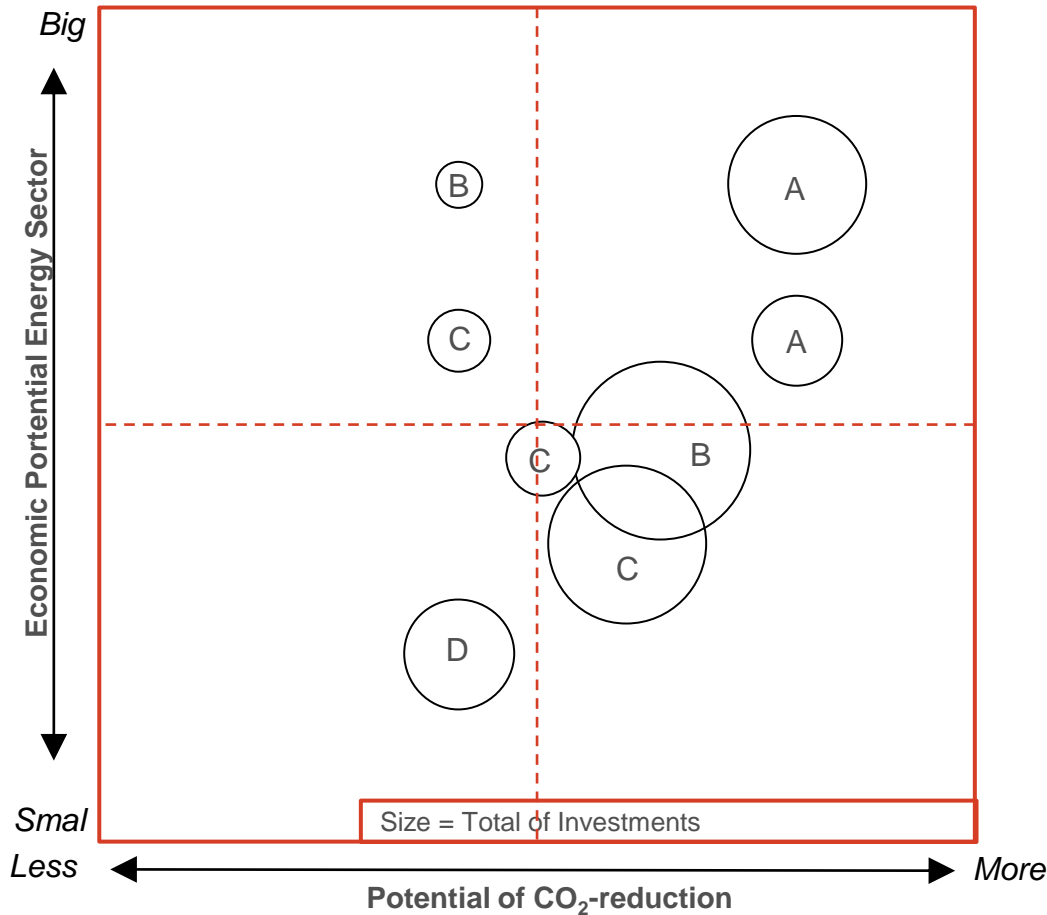 Big
Economic Portential Energy Sector
B
A
C
A
C
B
C
D
Smal
Size = Total of Investments
Less
More
Potential of CO₂-reduction